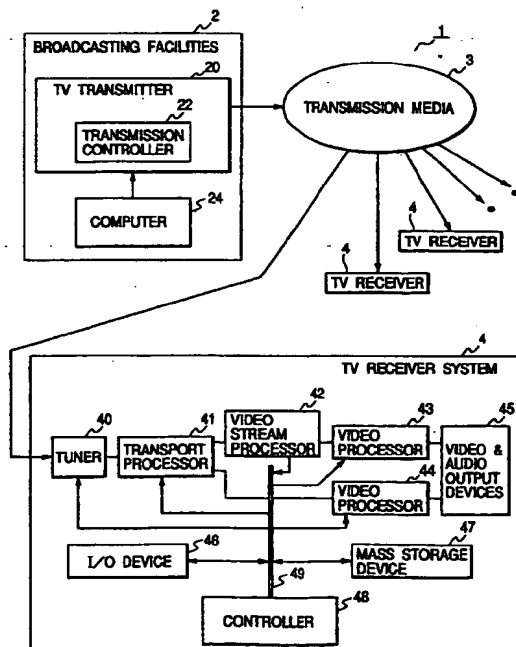 2
BROADCASTING FACILITIES
20
TV TRANSMITTER
22
TRANSMISSION
CONTROLLER
24
COMPUTER
1
3
TRANSMISSION MEDIA
4
TV RECEIVER
4
TV RECEIVER
4
TV RECEIVER SYSTEM
40
TUNER
41
TRANSPORT
PROCESSOR
42
VIDEO
STREAM
PROCESSOR
43
VIDEO
PROCESSOR
44
VIDEO
PROCESSOR
45
VIDEO &
AUDIO
OUTPUT
DEVICES
46
I/O DEVICE
47
MASS STORAGE
DEVICE
49
48
CONTROLLER